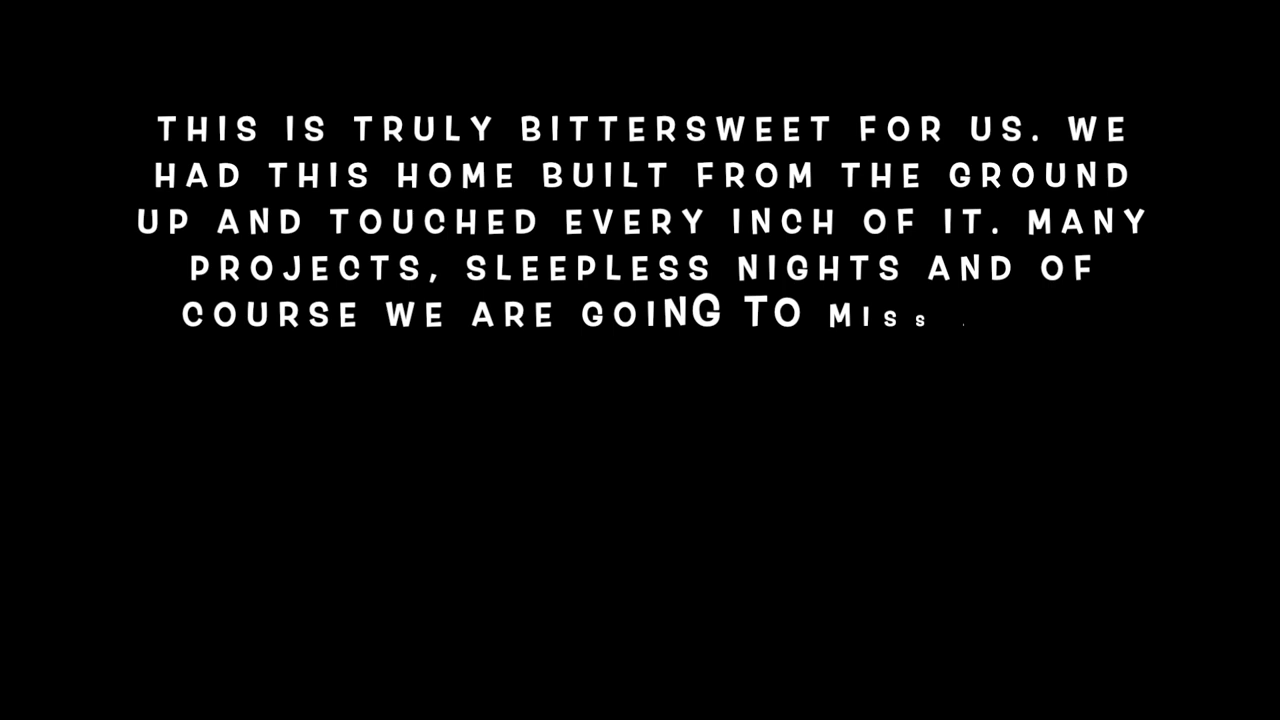 THIS IS TRULY BITTERSWEET FOR US. WE
HAD THIS HOME BUILT FROM THE GROUND
UP AND TOUCHED EVERY INCH OF IT. MANY
PROJECTS, SLEEPLESS NIGHTS AND OF
COURSE WE ARE GOING TO MISS